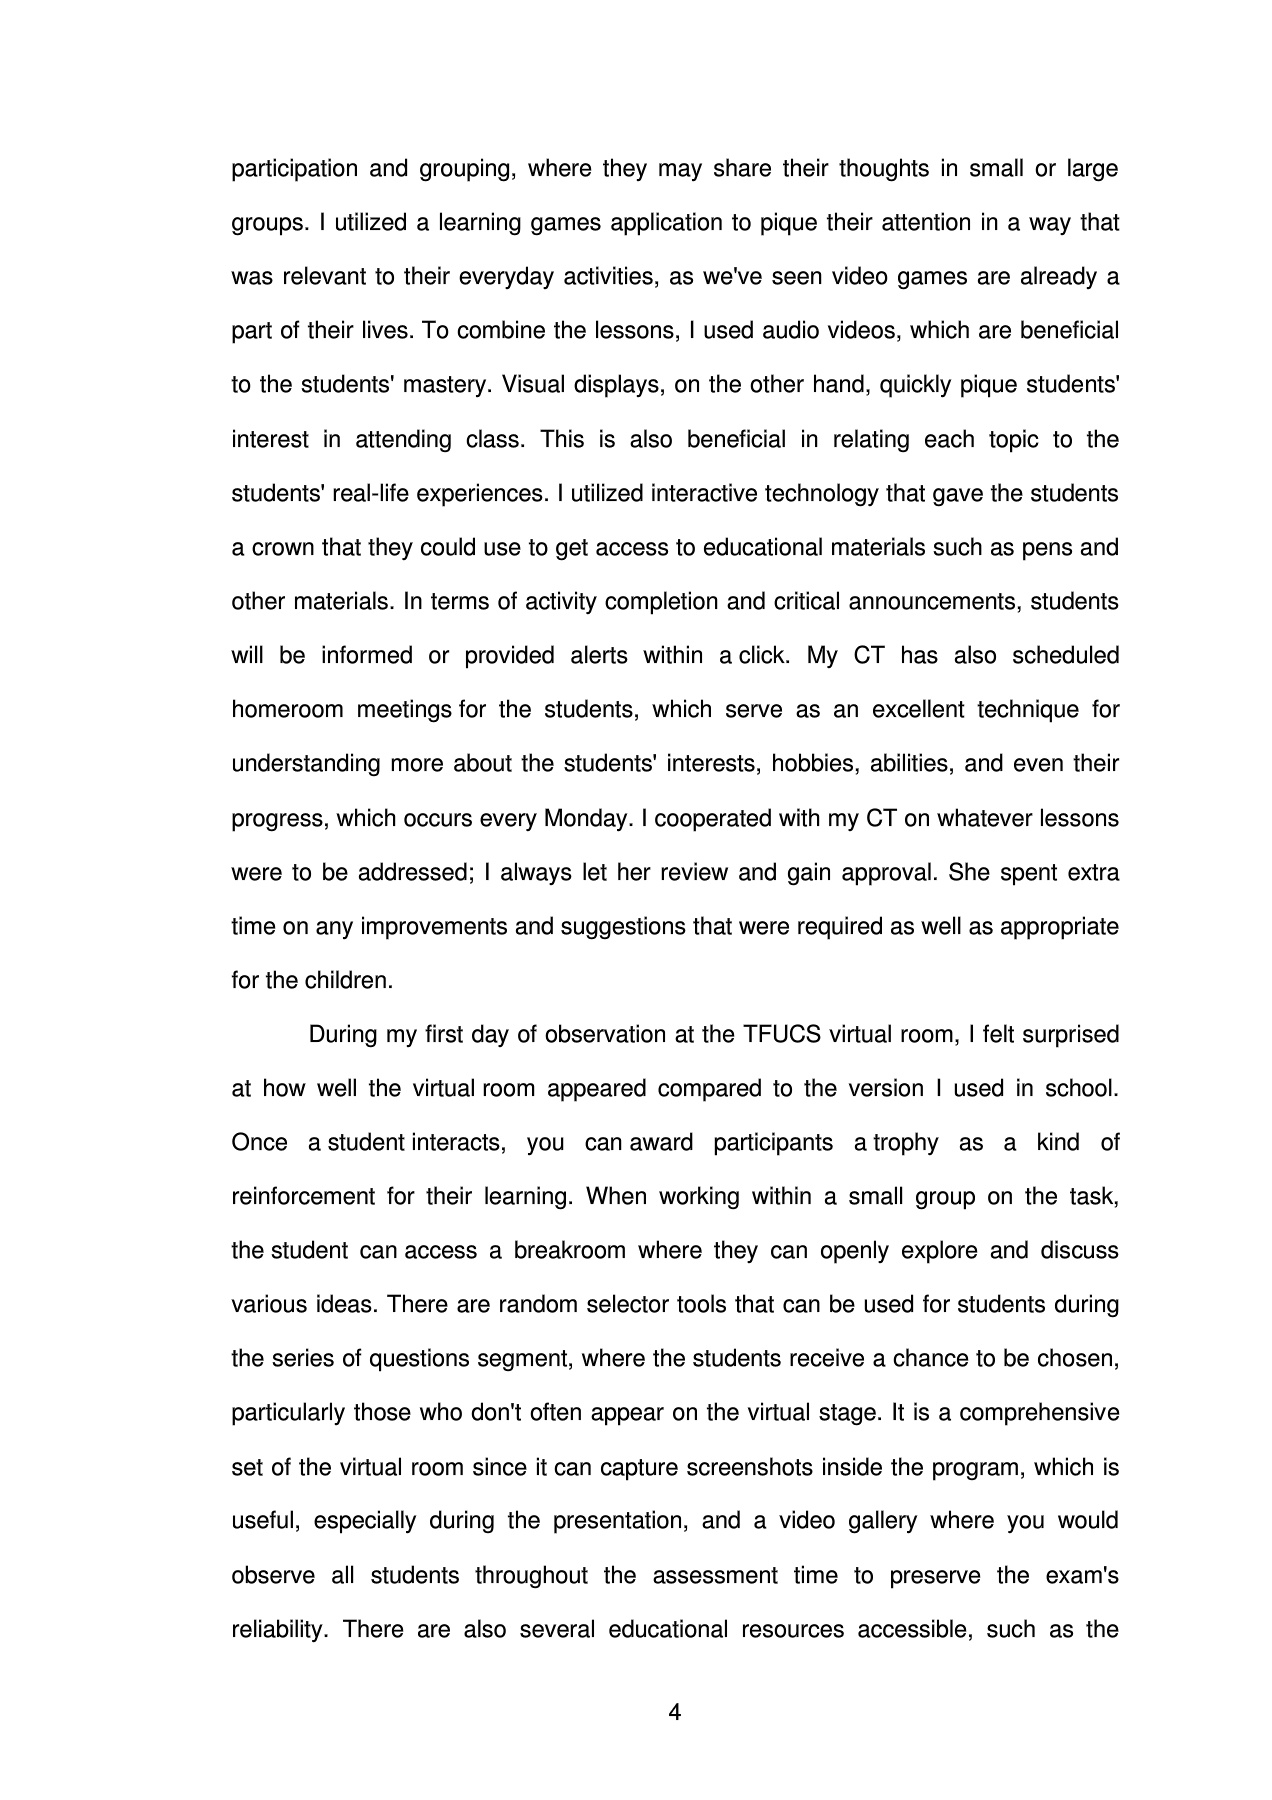 participation and grouping, where they may share their thoughts in small or large
groups. I utilized a learning games application to pique their attention in a way that
was relevant to their everyday activities, as we've seen video games are already a
part of their lives. To combine the lessons, I used audio videos, which are beneficial
to the students' mastery. Visual displays, on the other hand, quickly pique students'
interest in attending class. This is also beneficial in relating each topic to the
students' real-life experiences. I utilized interactive technology that gave the students
a crown that they could use to get access to educational materials such as pens and
other materials. In terms of activity completion and critical announcements, students
will be informed or provided alerts within a click. My CT has also scheduled
homeroom meetings for the students, which serve as an excellent technique for
understanding more about the students' interests, hobbies, abilities, and even their
progress, which occurs every Monday. I cooperated with my CT on whatever lessons
were to be addressed; I always let her review and gain approval. She spent extra
time on any improvements and suggestions that were required as well as appropriate
for the children.
During my first day of observation at the TFUCS virtual room, I felt surprised
at how well the virtual room appeared compared to the version I used in school.
Once a student interacts, you can award participants a trophy as a kind of
reinforcement for their learning. When working within a small group on the task,
the student can access a breakroom where they can openly explore and discuss
various ideas. There are random selector tools that can be used for students during
the series of questions segment, where the students receive a chance to be chosen,
particularly those who don't often appear on the virtual stage. It is a comprehensive
set of the virtual room since it can capture screenshots inside the program, which is
useful, especially during the presentation, and a video gallery where you would
observe all students throughout the assessment time to preserve the exam's
reliability. There are also several educational resources accessible, such as the
4